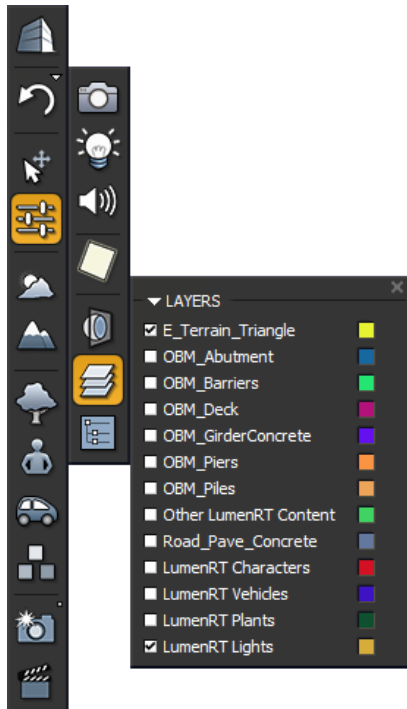 LAYERS
E_Terrain_Triangle
OBM_Abutment
OBM_Barriers
OBM_Deck
OBM_GirderConcrete
OBM_Piers
OBM_Piles
Other LumenRT Content
Road_Pave_Concrete
LumenRT Characters
LumenRT Vehicles
LumenRT Plants
LumenRT Lights